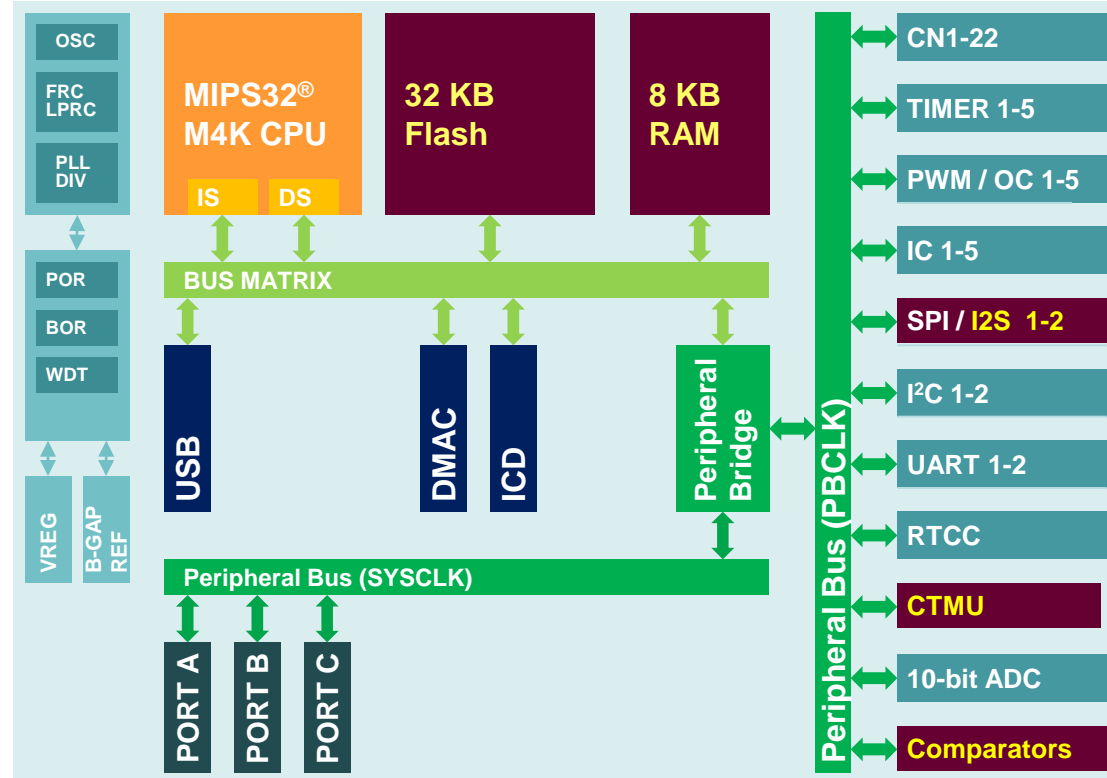 OSC
FRC
LPRC
PLL
DIV
POR
BOR
WDT
VREG
B-GAP
REF
MIPS32®
M4K CPU
IS
DS
32 KB
Flash
8 KB
RAM
BUS MATRIX
USB
DMAC
ICD
Peripheral
Bridge
Peripheral Bus (SYSCLK)
PORT A
PORT B
PORT C
Peripheral Bus (PBCLK)
CN1-22
TIMER 1-5
PWM / OC 1-5
IC 1-5
SPI / I2S 1-2
I²C 1-2
UART 1-2
RTCC
CTMU
10-bit ADC
Comparators